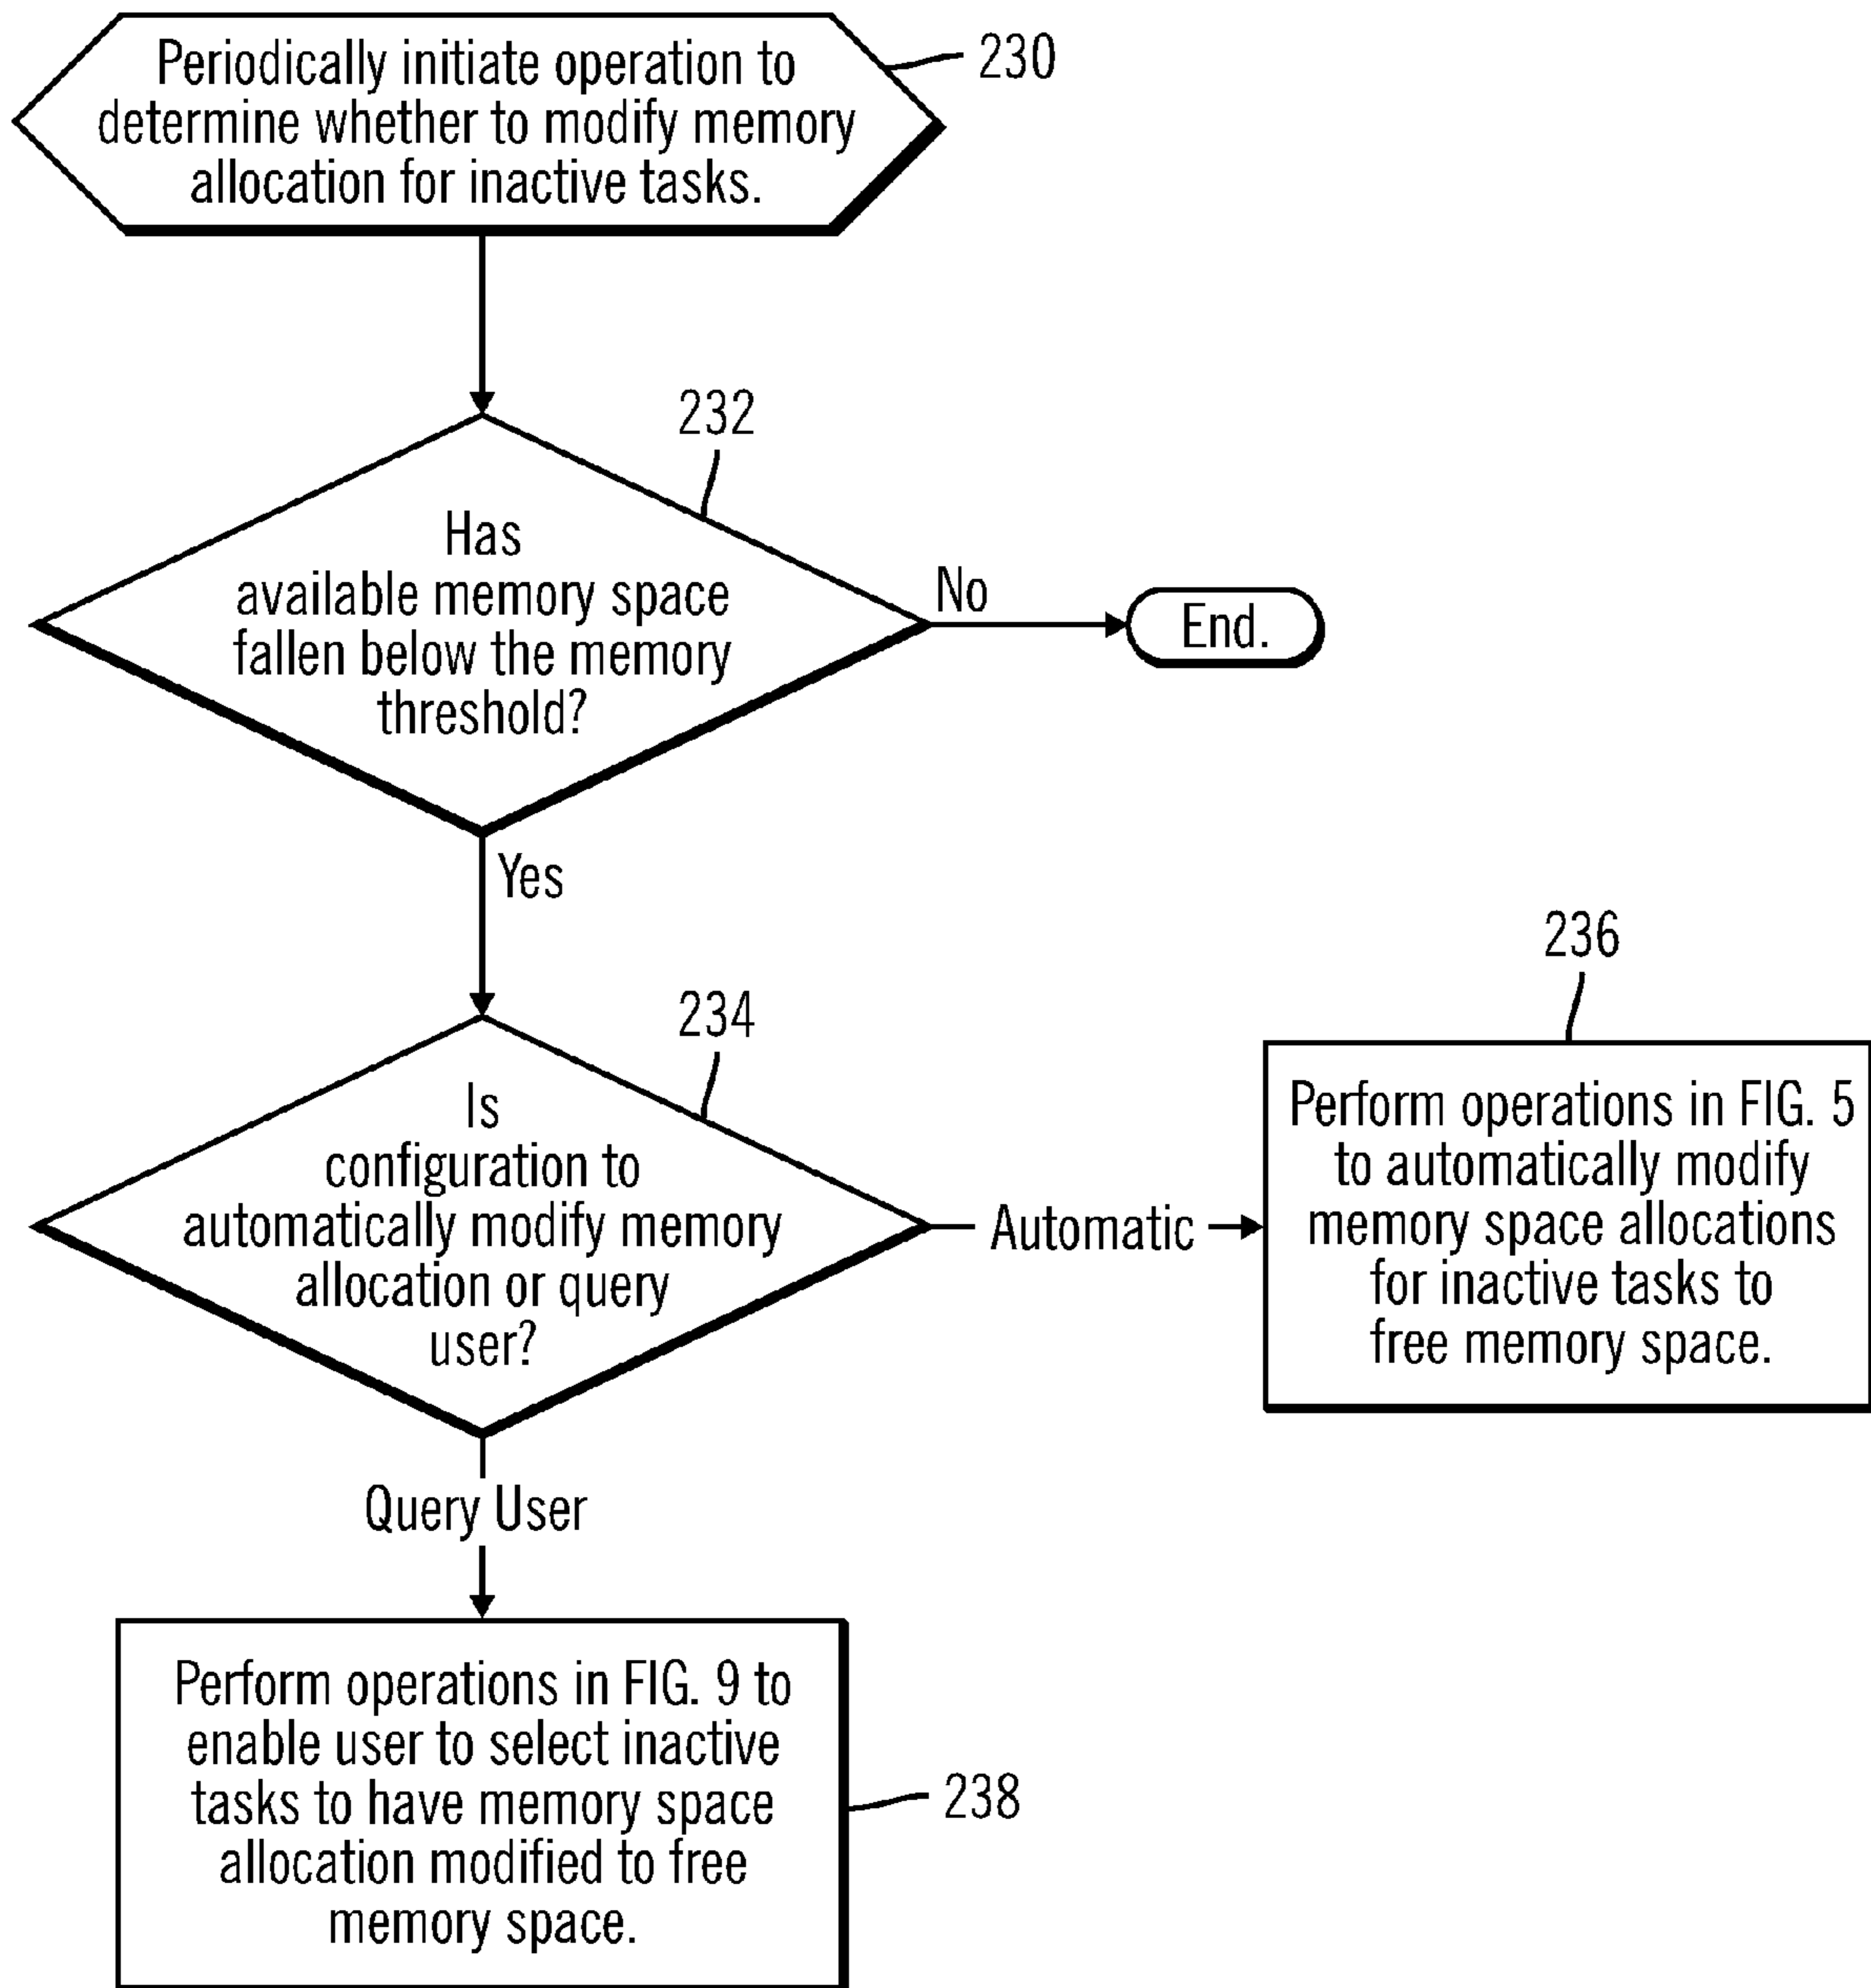 Periodically initiate operation to
determine whether to modify memory
allocation for inactive tasks.
230
232
Has
available memory space
fallen below the memory
threshold?
No
End.
Yes
234
Is
configuration to
automatically modify memory
allocation or query
user?
Automatic
236
Perform operations in FIG. 5
to automatically modify
memory space allocations
for inactive tasks to
free memory space.
Query User
Perform operations in FIG. 9 to
enable user to select inactive
tasks to have memory space
allocation modified to free
memory space.
238